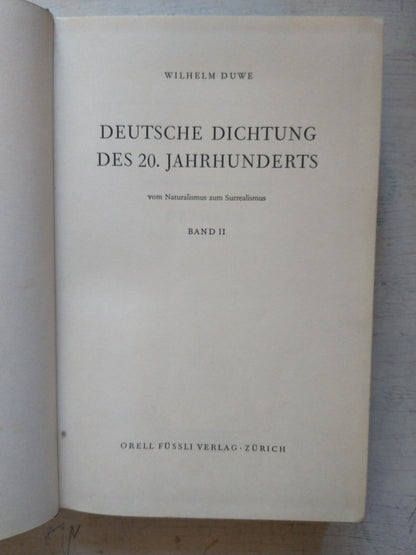 WILHELM DUWE
DEUTSCHE DICHTUNG
DES 20. JAHRHUNDERTS
vom Naturalismus zum Surrealismus
BAND II
ORELL FÜSSLI VERLAG · ZÜRICH